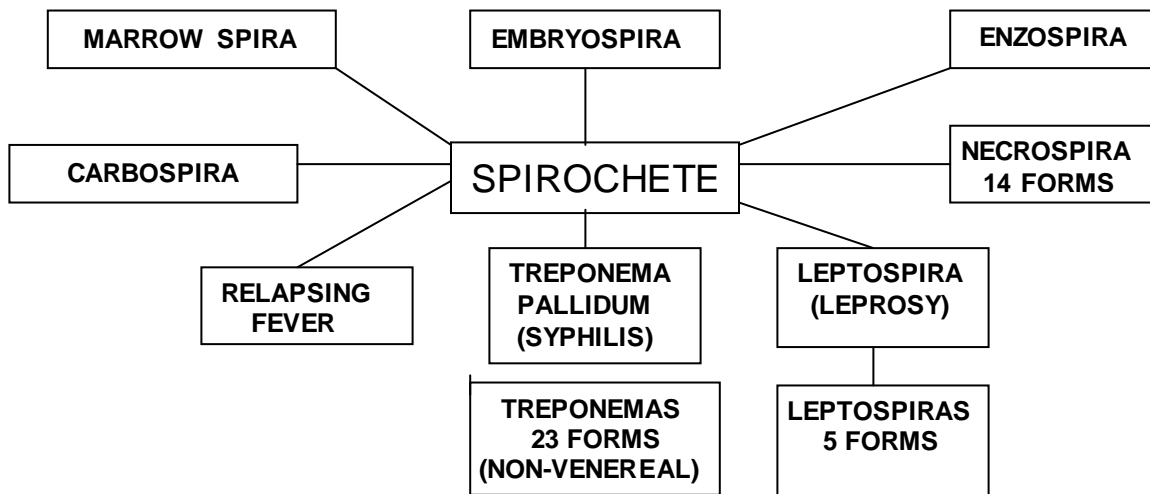 MARROW SPIRA
EMBRYOSPIRA
ENZOSPIRA
CARBOSPIRA
SPIROCHETE
NECROSPIRA
14 FORMS
RELAPSING
FEVER
TREPONEMA
PALLIDUM
(SYPHILIS)
LEPTOSPIRA
(LEPROSY)
TREPONEMAS
23 FORMS
(NON-VENEREAL)
LEPTOSPIRAS
5 FORMS